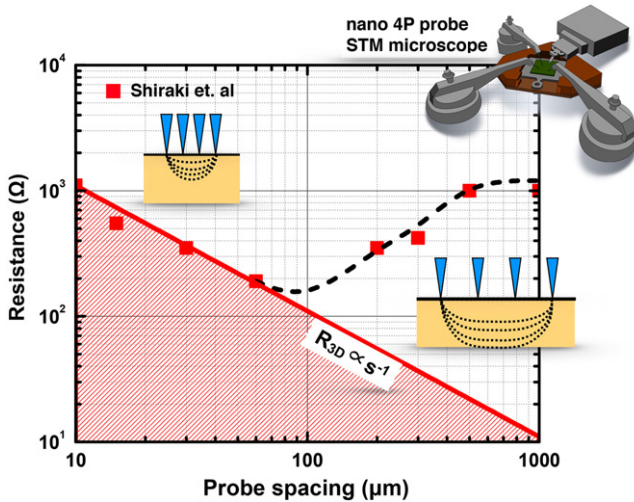 nano 4P probe
STM microscope
Shiraki et. al
Resistance (Ω)
10⁴
10³
10²
10¹
R₃D ∝ s⁻¹
10
100
1000
Probe spacing (µm)